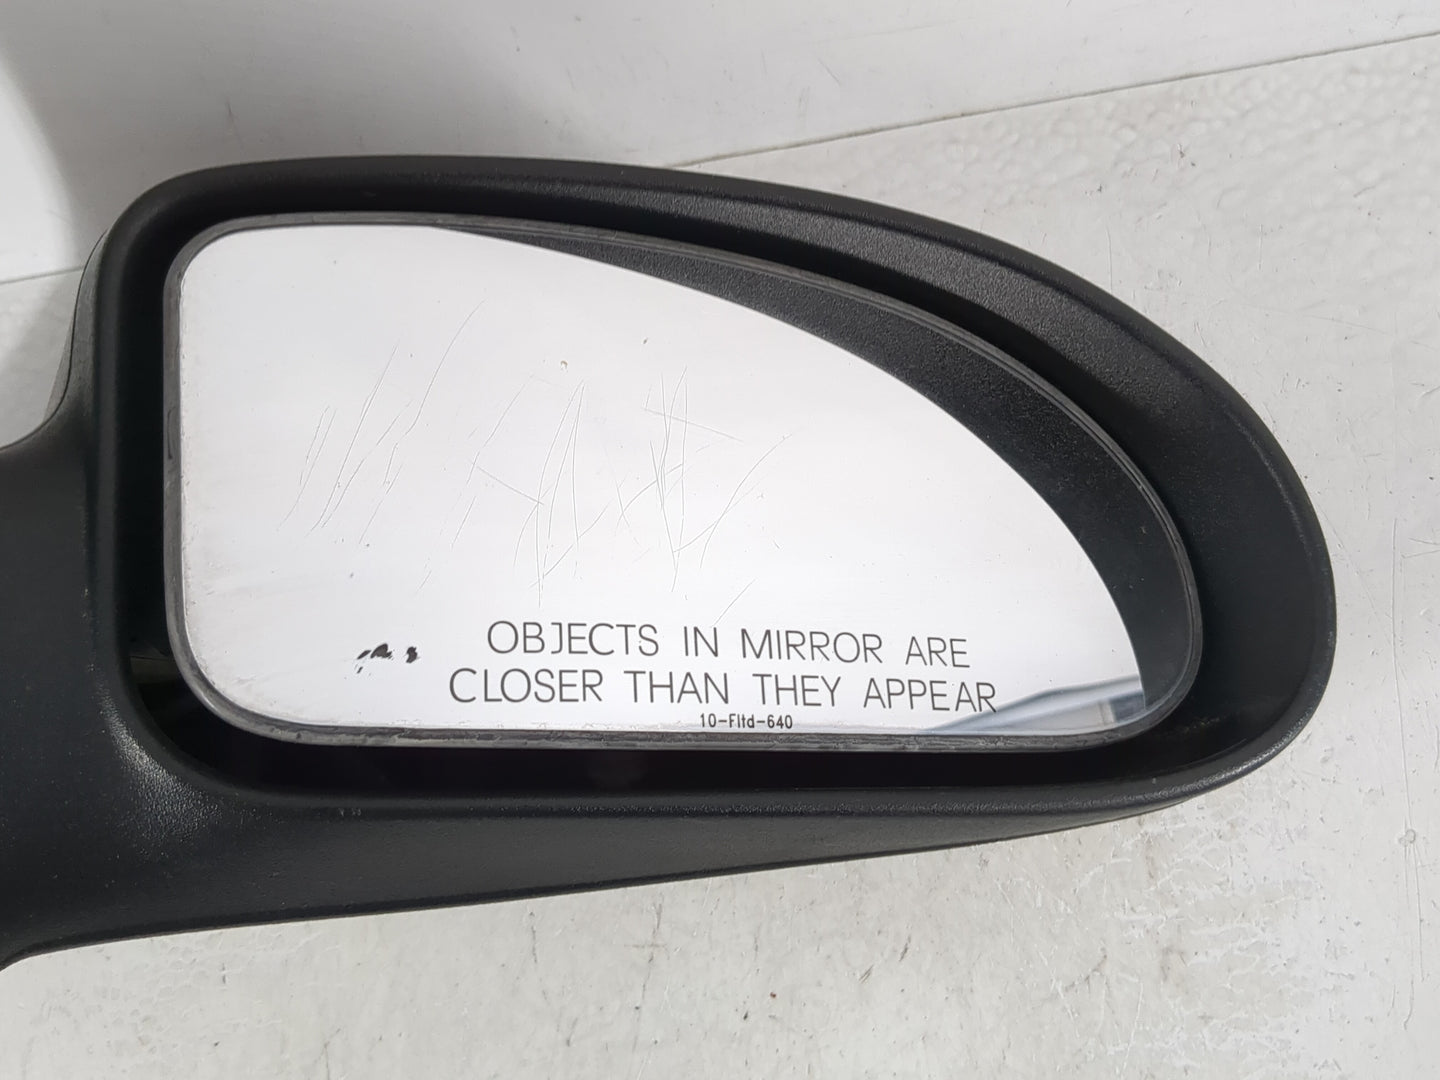 OBJECTS IN MIRROR ARE
CLOSER THAN THEY APPEAR
10-Fltd-640